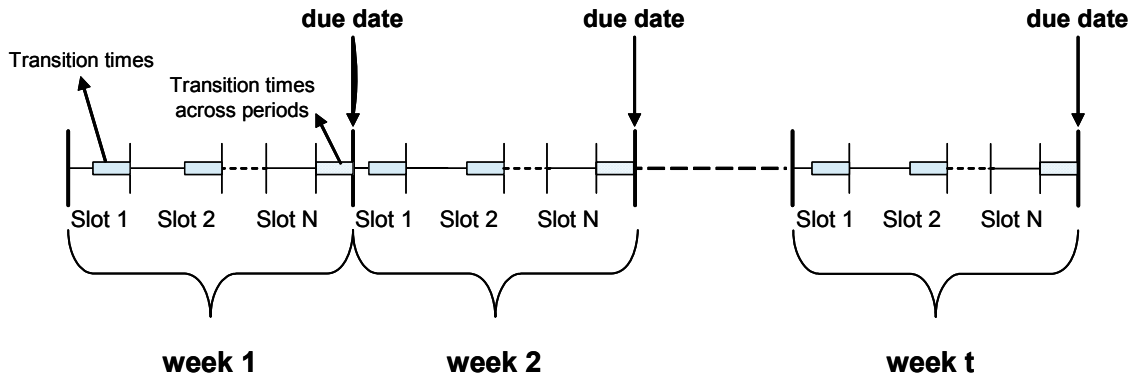 due date
due date
due date
Transition times
Transition times
across periods
Slot 1
Slot 2
Slot N
Slot 1
Slot 2
Slot N
Slot 1
Slot 2
Slot N
week 1
week 2
week t